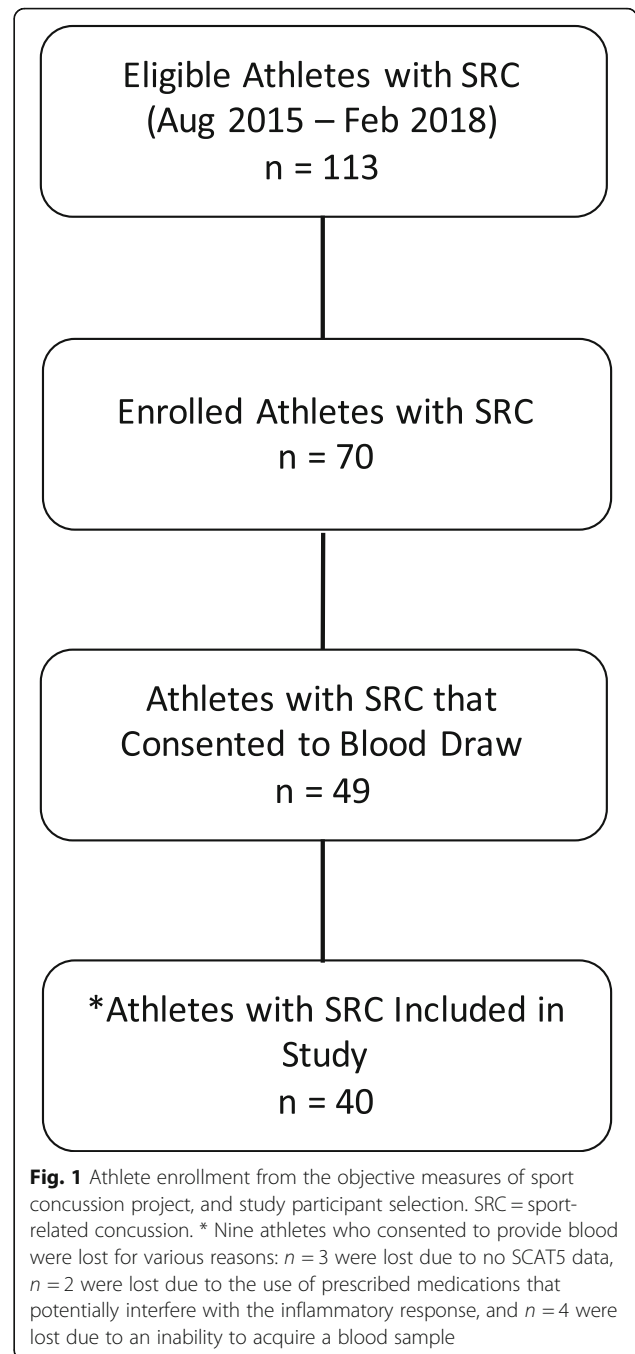 Eligible Athletes with SRC
(Aug 2015 – Feb 2018)
n = 113
Enrolled Athletes with SRC
n = 70
Athletes with SRC that
Consented to Blood Draw
n = 49
*Athletes with SRC Included in
Study
n = 40
Fig. 1 Athlete enrollment from the objective measures of sport
concussion project, and study participant selection. SRC = sport-
related concussion. * Nine athletes who consented to provide blood
were lost for various reasons: n = 3 were lost due to no SCAT5 data,
n = 2 were lost due to the use of prescribed medications that
potentially interfere with the inflammatory response, and n = 4 were
lost due to an inability to acquire a blood sample